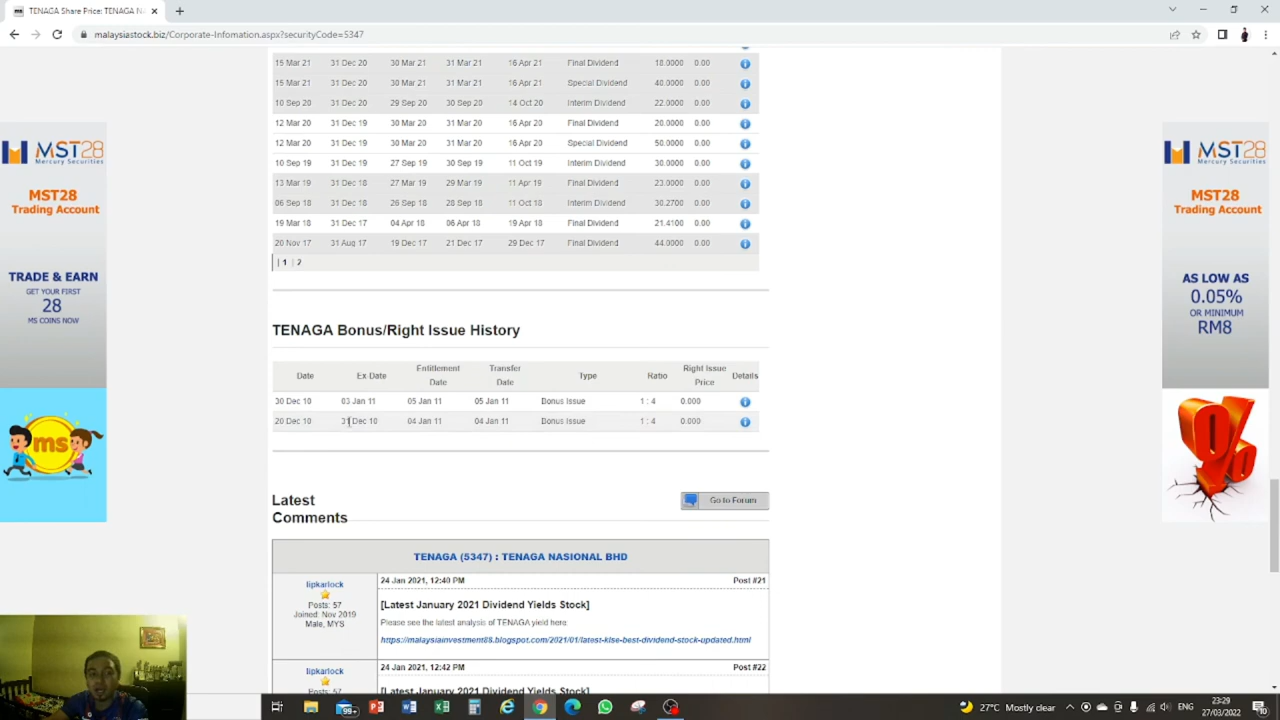 ms TENAGA Share Price: TENAGA N
malaysiastock.biz/Corporate-Infomation.aspx?securityCode=5347
15 Mar 21 31 Dec 20 30 Mar 21 31 Mar 21 16 Apr 21 Final Dividend 18.0000 0.00
15 Mar 21 31 Dec 20 30 Mar 21 31 Mar 21 16 Apr 21 Special Dividend 40.0000 0.00
10 Sep 20 31 Dec 20 29 Sep 20 30 Sep 20 14 Oct 20 Interim Dividend 22.0000 0.00
12 Mar 20 31 Dec 19 30 Mar 20 31 Mar 20 16 Apr 20 Final Dividend 20.0000 0.00
12 Mar 20 31 Dec 19 30 Mar 20 31 Mar 20 16 Apr 20 Special Dividend 50.0000 0.00
10 Sep 19 31 Dec 19 27 Sep 19 30 Sep 19 11 Oct 19 Interim Dividend 30.0000 0.00
13 Mar 19 31 Dec 18 27 Mar 19 29 Mar 19 11 Apr 19 Final Dividend 23.0000 0.00
06 Sep 18 31 Dec 18 26 Sep 18 28 Sep 18 11 Oct 18 Interim Dividend 30.2700 0.00
19 Mar 18 31 Dec 17 04 Apr 18 06 Apr 18 19 Apr 18 Final Dividend 21.4100 0.00
20 Nov 17 31 Aug 17 19 Dec 17 21 Dec 17 29 Dec 17 Final Dividend 44.0000 0.00
| 1 | 2
TENAGA Bonus/Right Issue History
Date Ex-Date Entitlement Date Transfer Date Type Ratio Right Issue Price Details
30 Dec 10 03 Jan 11 05 Jan 11 05 Jan 11 Bonus Issue 1 : 4 0.000
20 Dec 10 31 Dec 10 04 Jan 11 04 Jan 11 Bonus Issue 1 : 4 0.000
Latest
Comments
Go to Forum
TENAGA (5347) : TENAGA NASIONAL BHD
lipkarlock
Posts: 57
Joined: Nov 2019
Male, MYS
24 Jan 2021, 12:40 PM Post #21
[Latest January 2021 Dividend Yields Stock]
Please see the latest analysis of TENAGA yield here:
https://malaysiainvestment88.blogspot.com/2021/01/latest-klse-best-dividend-stock-updated.html
lipkarlock
Posts: 57
24 Jan 2021, 12:42 PM Post #22
[Latest January 2021 Dividend Yields Stock]
MST28
Mercury Securities
MST28
Trading Account
TRADE & EARN
GET YOUR FIRST
28
MS COINS NOW
ms
MST28
Mercury Securities
MST28
Trading Account
AS LOW AS
0.05%
OR MINIMUM
RM8
%
99+
27°C Mostly clear
ENG
23:29
27/03/2022
10